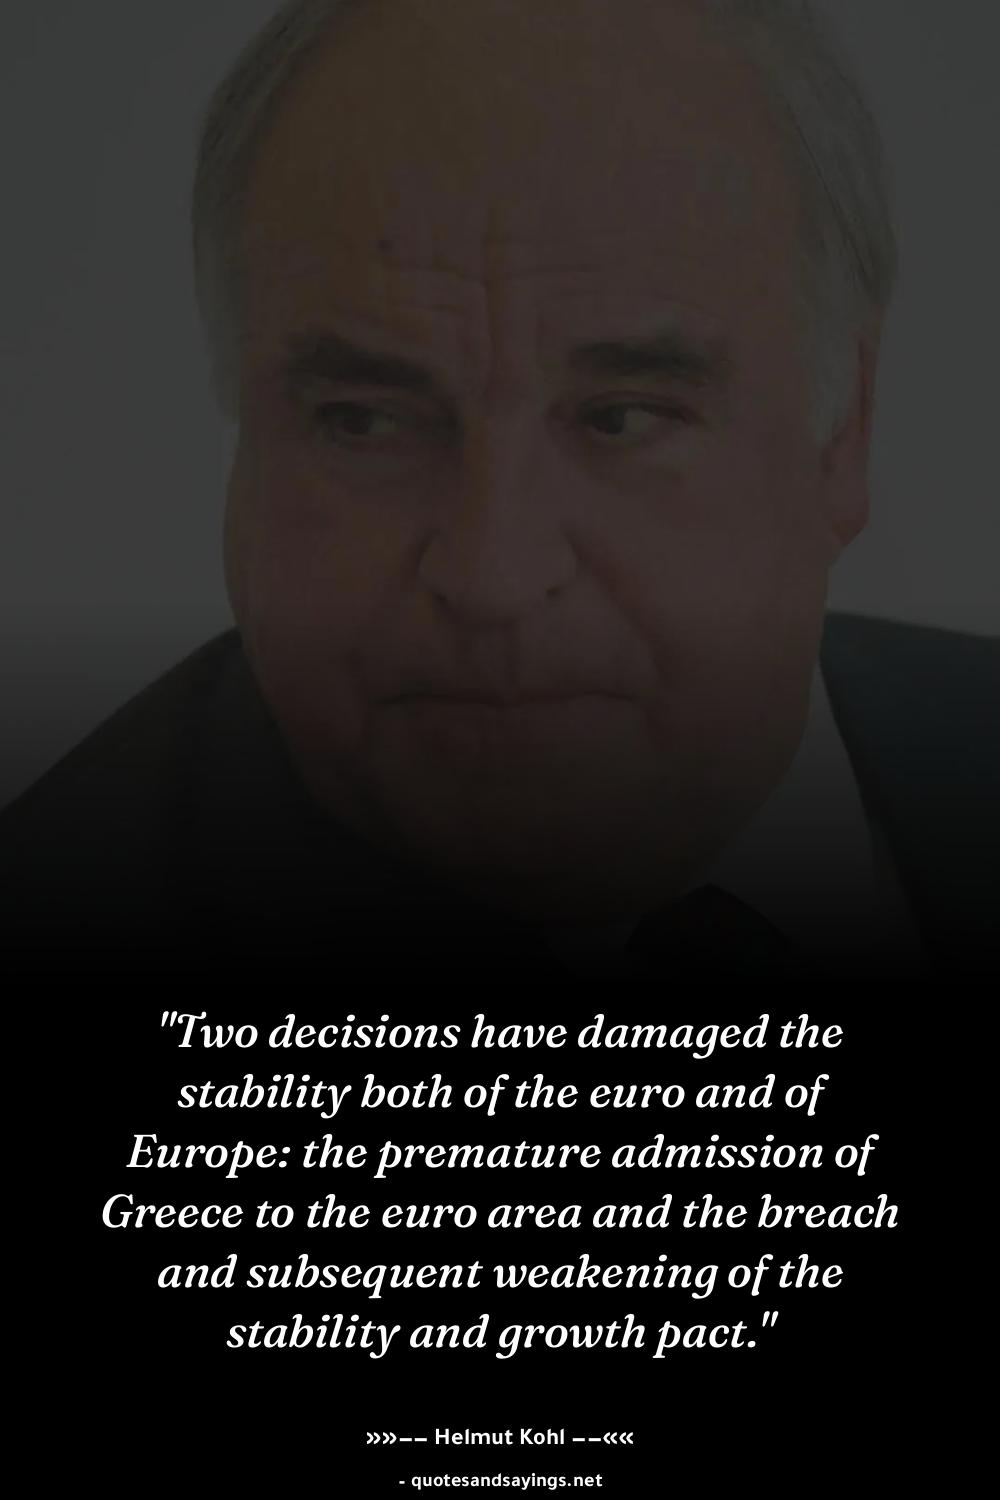 "Two decisions have damaged the
stability both of the euro and of
Europe: the premature admission of
Greece to the euro area and the breach
and subsequent weakening of the
stability and growth pact."
»»–– Helmut Kohl ––««
- quotesandsayings.net